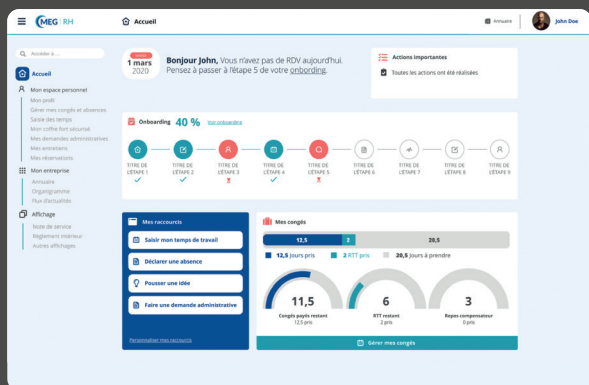 MEG RH
Accueil
Annuaire
John Doe
Accéder à ...
Accueil
Mon espace personnel
Mon profil
Gérer mes congés et absences
Saisie des temps
Mon coffre fort sécurisé
Mes demandes administratives
Mes entretiens
Mes réservations
Mon entreprise
Annuaire
Organigramme
Flux d'actualités
Affichage
Note de service
Règlement intérieur
Autres affichages
1 mars
2020
Bonjour John, Vous n'avez pas de RDV aujourd'hui.
Pensez à passer à l'étape 5 de votre onbording.
Actions importantes
Toutes les actions ont été réalisées
Onboarding 40 % Voir onboarding
TITRE DE
L'ÉTAPE 1
TITRE DE
L'ÉTAPE 2
TITRE DE
L'ÉTAPE 3
TITRE DE
L'ÉTAPE 4
TITRE DE
L'ÉTAPE 5
TITRE DE
L'ÉTAPE 6
TITRE DE
L'ÉTAPE 7
TITRE DE
L'ÉTAPE 8
TITRE DE
L'ÉTAPE 9
Mes raccourcis
Saisir mon temps de travail
Déclarer une absence
Pousser une idée
Faire une demande administrative
Personnaliser mes raccourcis
Mes congés
12,5 2 20,5
12,5 Jours pris 2 RTT pris 20,5 Jours à prendre
11,5
Congés payés restant
12,5 pris
6
RTT restant
2 pris
3
Repos compensateur
0 pris
Gérer mes congés